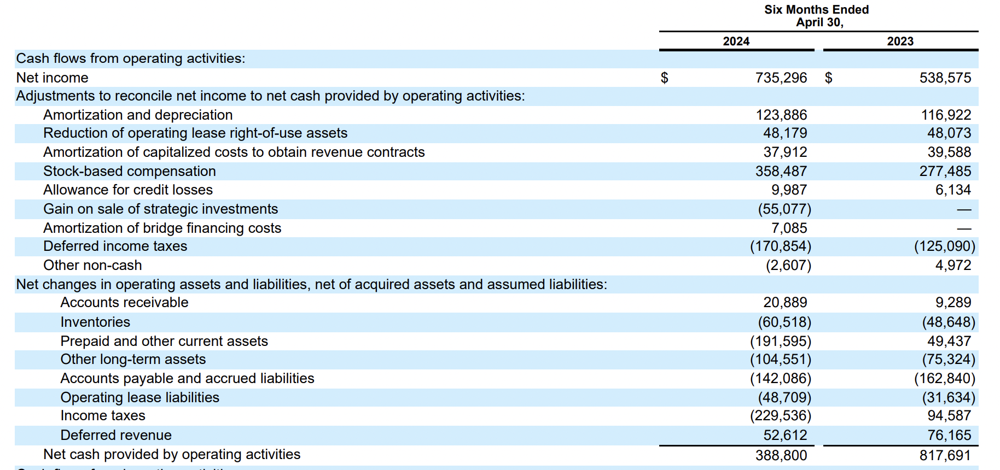 Six Months Ended
April 30,
2024 2023
Cash flows from operating activities:
Net income $ 735,296 $ 538,575
Adjustments to reconcile net income to net cash provided by operating activities:
Amortization and depreciation 123,886 116,922
Reduction of operating lease right-of-use assets 48,179 48,073
Amortization of capitalized costs to obtain revenue contracts 37,912 39,588
Stock-based compensation 358,487 277,485
Allowance for credit losses 9,987 6,134
Gain on sale of strategic investments (55,077) —
Amortization of bridge financing costs 7,085 —
Deferred income taxes (170,854) (125,090)
Other non-cash (2,607) 4,972
Net changes in operating assets and liabilities, net of acquired assets and assumed liabilities:
Accounts receivable 20,889 9,289
Inventories (60,518) (48,648)
Prepaid and other current assets (191,595) 49,437
Other long-term assets (104,551) (75,324)
Accounts payable and accrued liabilities (142,086) (162,840)
Operating lease liabilities (48,709) (31,634)
Income taxes (229,536) 94,587
Deferred revenue 52,612 76,165
Net cash provided by operating activities 388,800 817,691